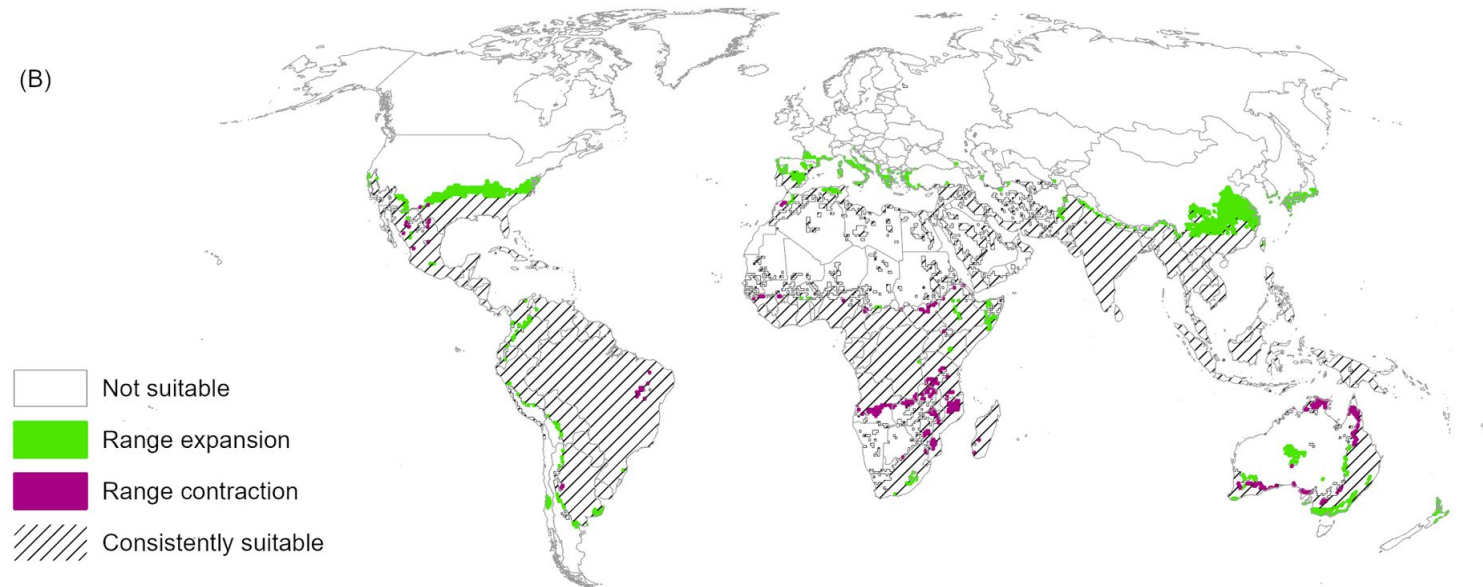 (B)
Not suitable
Range expansion
Range contraction
Consistently suitable